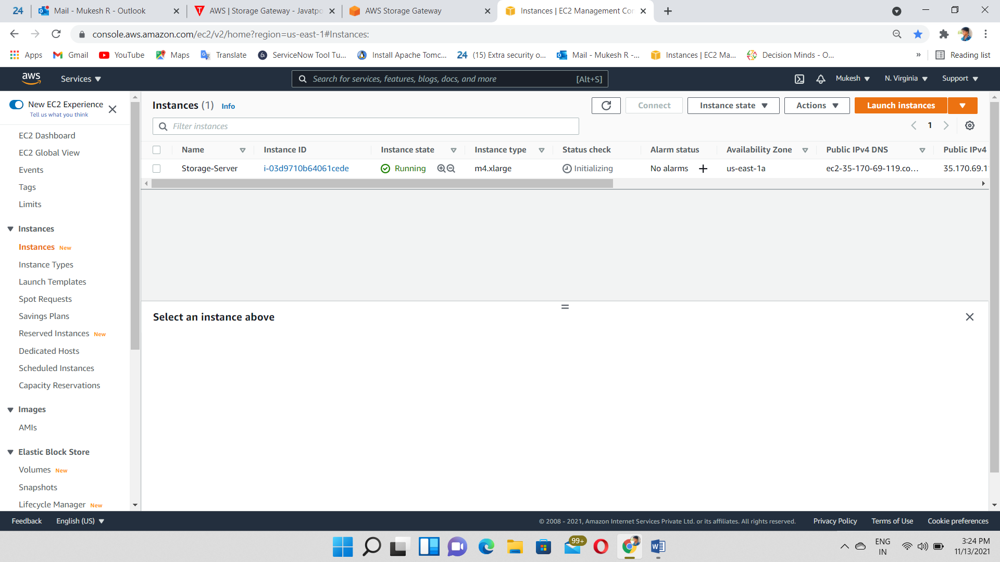 24
Mail - Mukesh R - Outlook
AWS | Storage Gateway - Javatpo
AWS Storage Gateway
Instances | EC2 Management Con
console.aws.amazon.com/ec2/v2/home?region=us-east-1#Instances:
Apps
Gmail
YouTube
Maps
Translate
ServiceNow Tool Tu...
Install Apache Tomc...
24 (15) Extra security o...
Mail - Mukesh R -...
Instances | EC2 Ma...
Decision Minds - O...
»
Reading list
aws
Services
Search for services, features, blogs, docs, and more
[Alt+S]
Mukesh
N. Virginia
Support
New EC2 Experience
Tell us what you think
EC2 Dashboard
EC2 Global View
Events
Tags
Limits
Instances
Instances New
Instance Types
Launch Templates
Spot Requests
Savings Plans
Reserved Instances New
Dedicated Hosts
Scheduled Instances
Capacity Reservations
Images
AMIs
Elastic Block Store
Volumes New
Snapshots
Lifecycle Manager New
Instances (1) Info
Connect
Instance state
Actions
Launch instances
Filter instances
1
Name
Instance ID
Instance state
Instance type
Status check
Alarm status
Availability Zone
Public IPv4 DNS
Public IPv4
Storage-Server
i-03d9710b64061cede
Running
m4.xlarge
Initializing
No alarms
us-east-1a
ec2-35-170-69-119.co...
35.170.69.1
Select an instance above
Feedback
English (US)
© 2008 - 2021, Amazon Internet Services Private Ltd. or its affiliates. All rights reserved.
Privacy Policy
Terms of Use
Cookie preferences
99+
ENG
IN
3:24 PM
11/13/2021